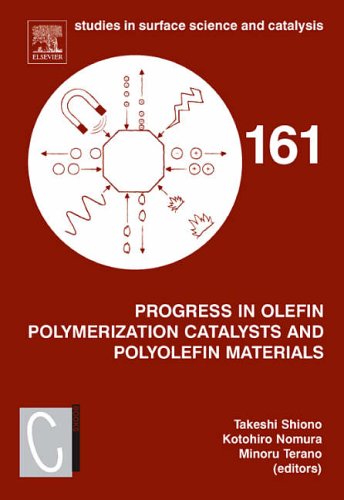 studies in surface science and catalysis
ELSEVIER
161
PROGRESS IN OLEFIN
POLYMERIZATION CATALYSTS AND
POLYOLEFIN MATERIALS
Takeshi Shiono
Kotohiro Nomura
Minoru Terano
(editors)
C
BOOKS